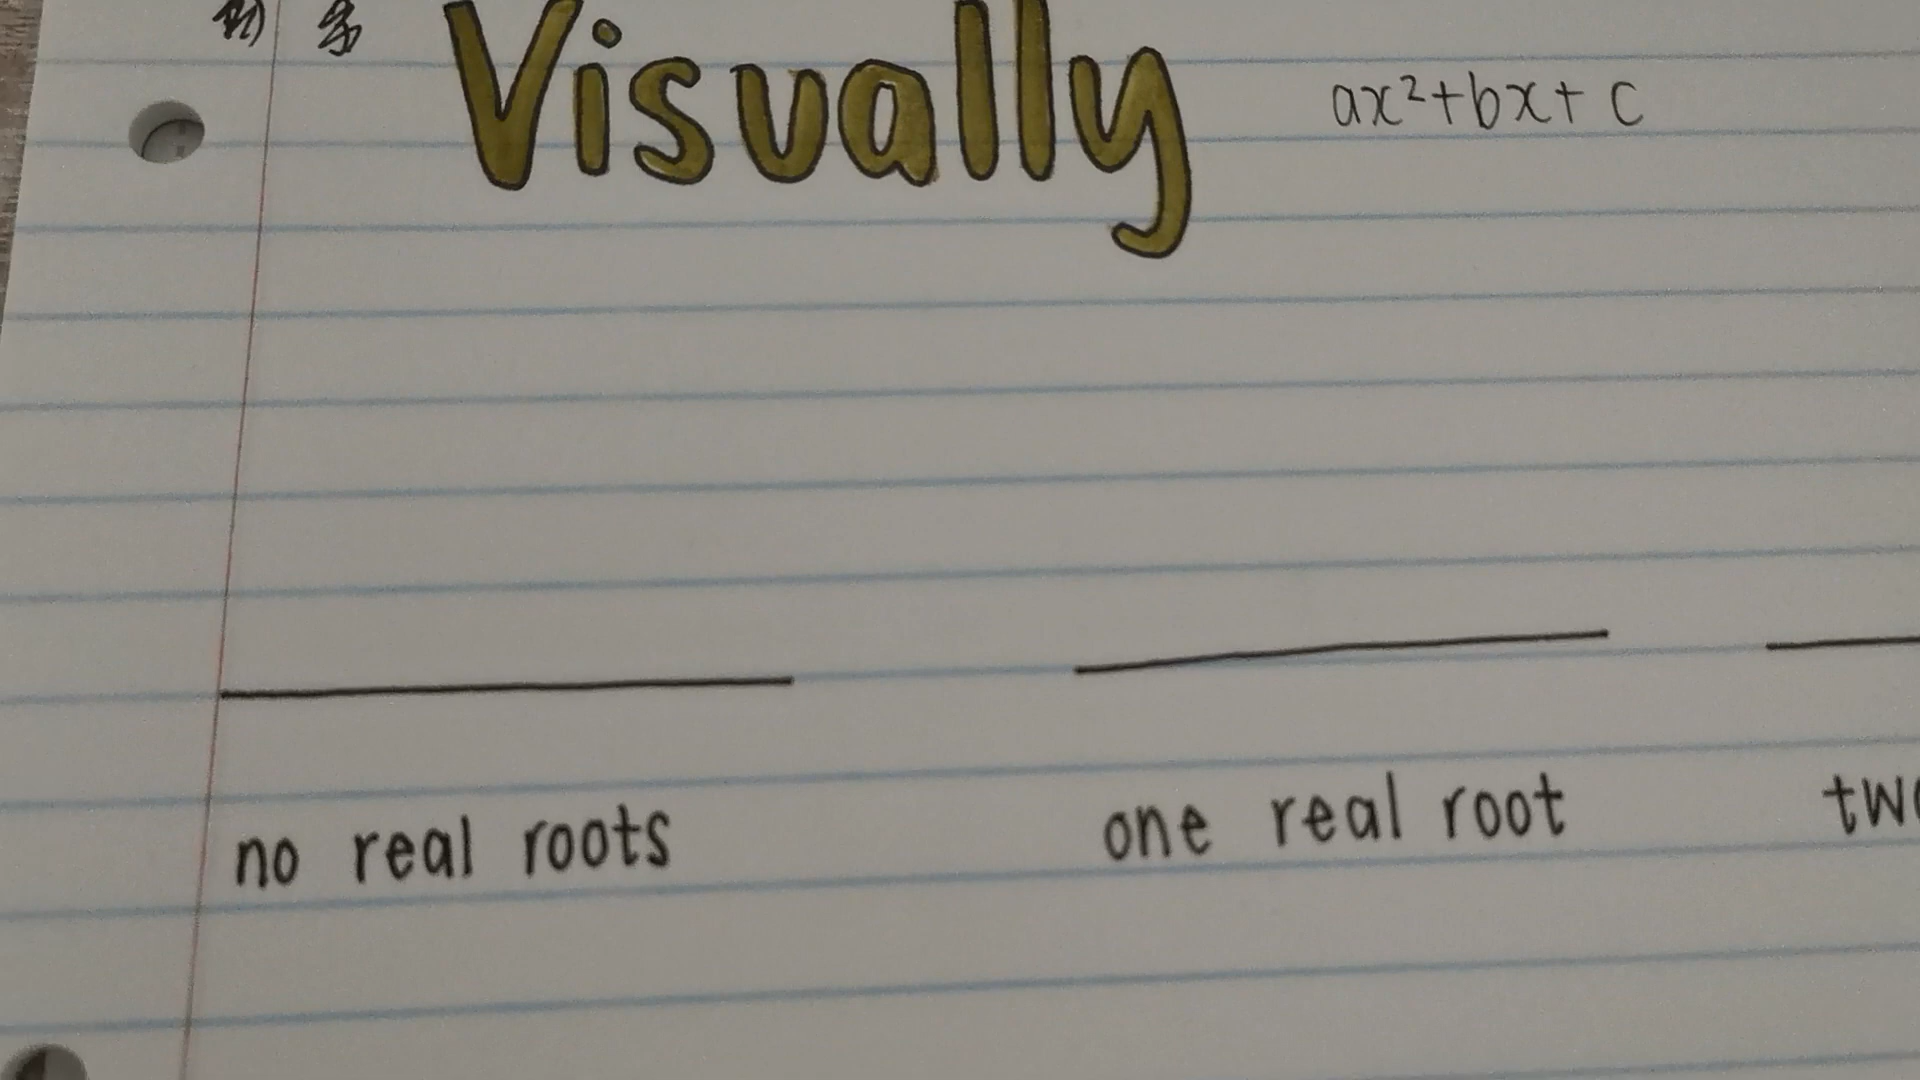 Visually
ax²+bx+c
no real roots
one real root